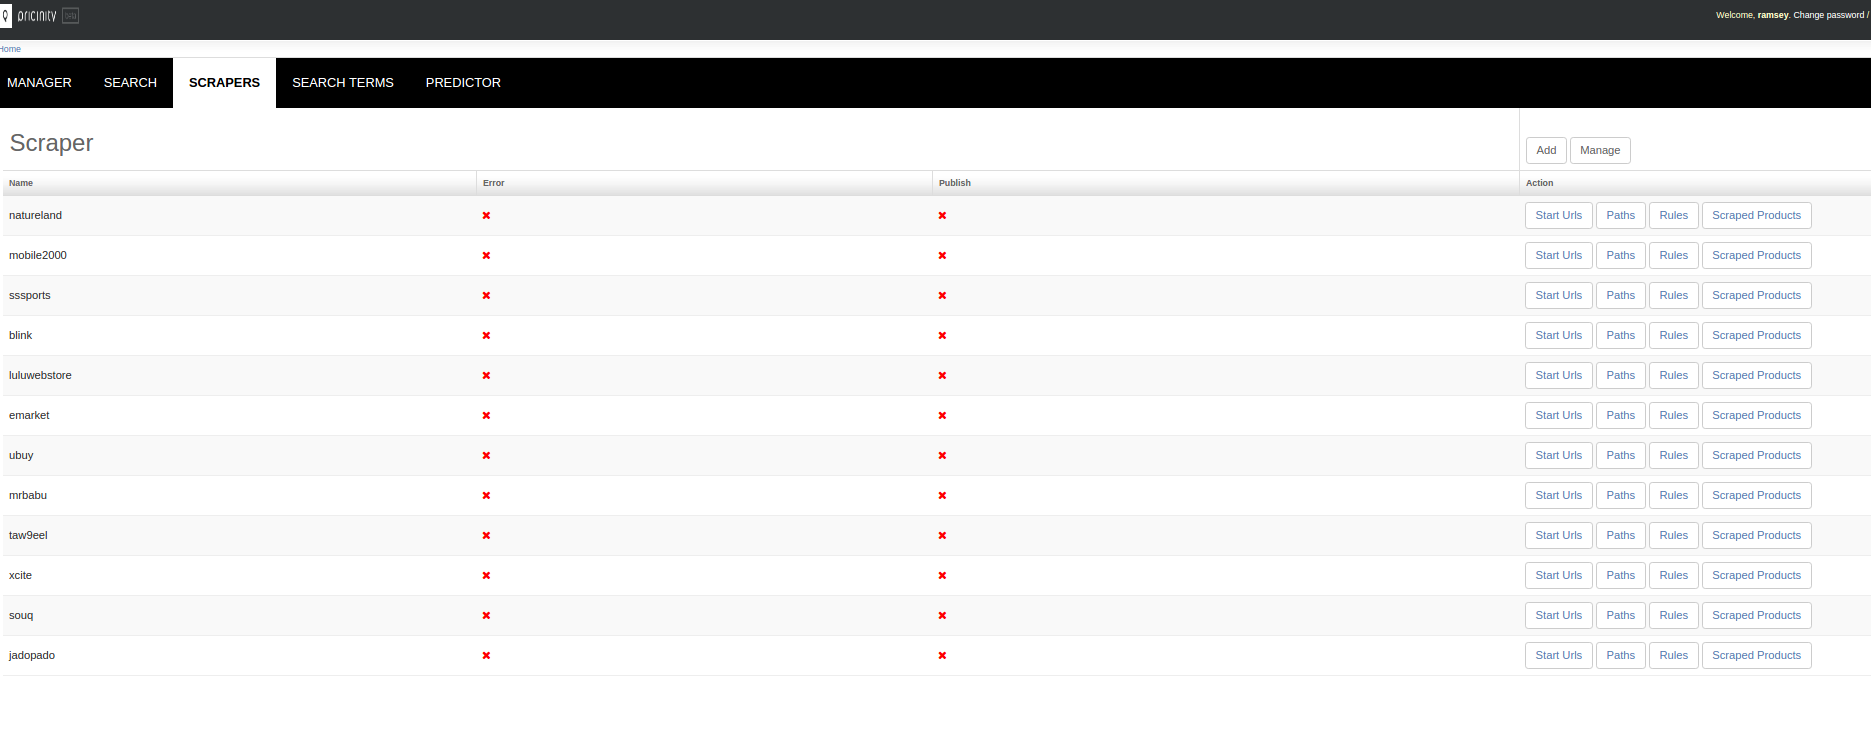 pricinity
Welcome, ramsey. Change password /
Home
MANAGER SEARCH SCRAPERS SEARCH TERMS PREDICTOR
Scraper
Add Manage
Name Error Publish Action
natureland Start Urls Paths Rules Scraped Products
mobile2000 Start Urls Paths Rules Scraped Products
sssports Start Urls Paths Rules Scraped Products
blink Start Urls Paths Rules Scraped Products
luluwebstore Start Urls Paths Rules Scraped Products
emarket Start Urls Paths Rules Scraped Products
ubuy Start Urls Paths Rules Scraped Products
mrbabu Start Urls Paths Rules Scraped Products
taw9eel Start Urls Paths Rules Scraped Products
xcite Start Urls Paths Rules Scraped Products
souq Start Urls Paths Rules Scraped Products
jadopado Start Urls Paths Rules Scraped Products